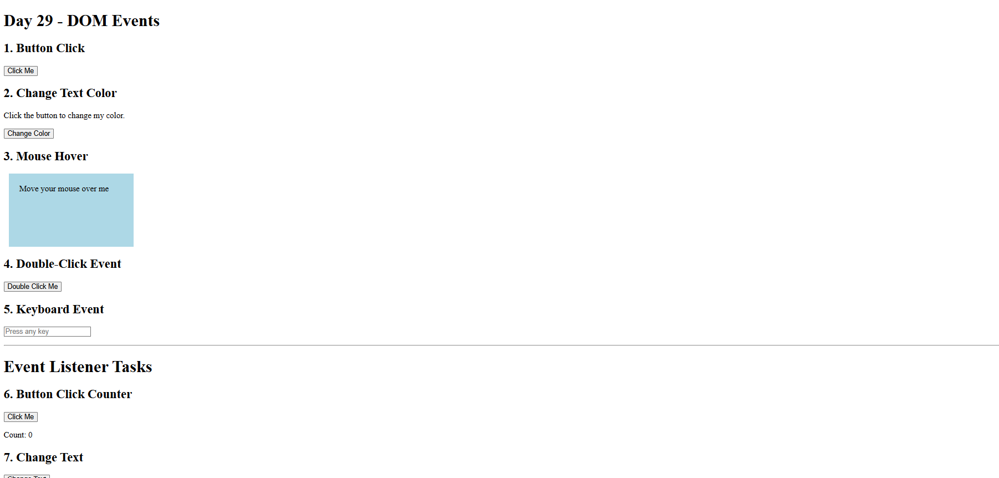 Day 29 - DOM Events
1. Button Click
Click Me
2. Change Text Color
Click the button to change my color.
Change Color
3. Mouse Hover
Move your mouse over me
4. Double-Click Event
Double Click Me
5. Keyboard Event
Press any key
Event Listener Tasks
6. Button Click Counter
Click Me
Count: 0
7. Change Text
Change Text